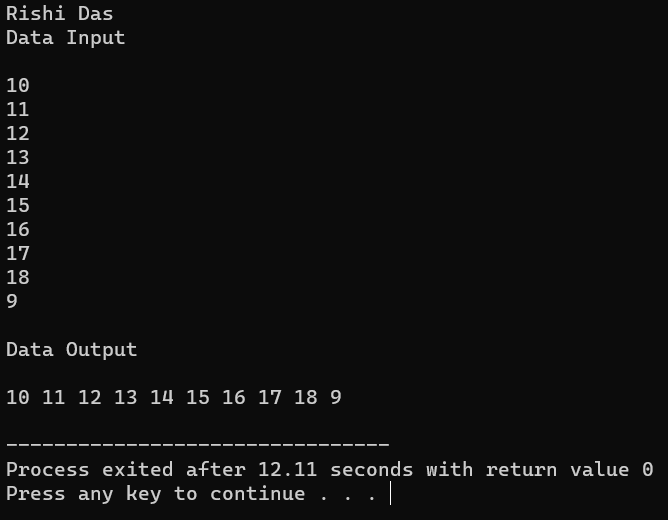 Rishi Das
Data Input
10
11
12
13
14
15
16
17
18
9
Data Output
10 11 12 13 14 15 16 17 18 9
--------------------------------
Process exited after 12.11 seconds with return value 0
Press any key to continue . . .